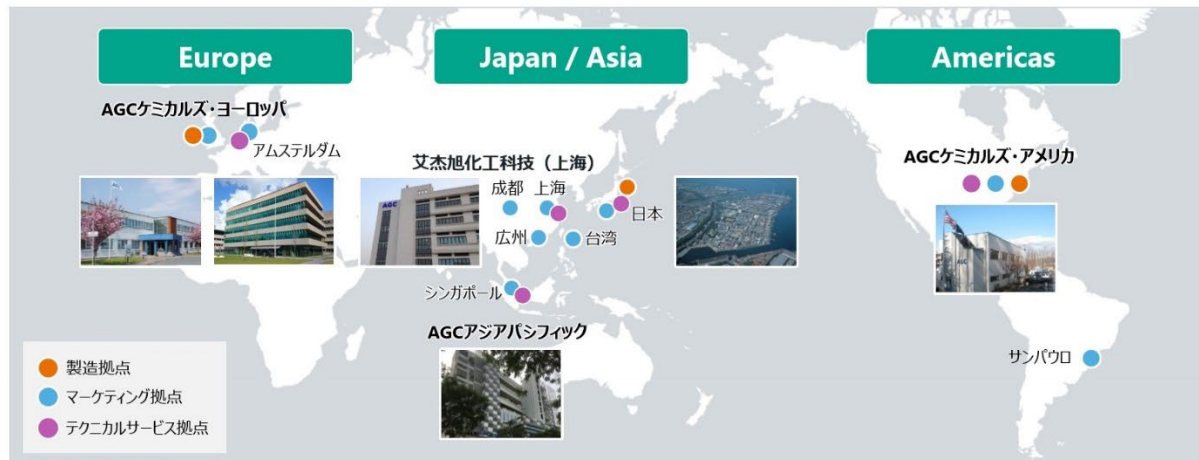 Europe
Japan / Asia
Americas
AGCケミカルズ・ヨーロッパ
アムステルダム
艾杰旭化工科技（上海）
成都
上海
日本
広州
台湾
シンガポール
AGCアジアパシフィック
AGCケミカルズ・アメリカ
サンパウロ
AGC
AGC
製造拠点
マーケティング拠点
テクニカルサービス拠点